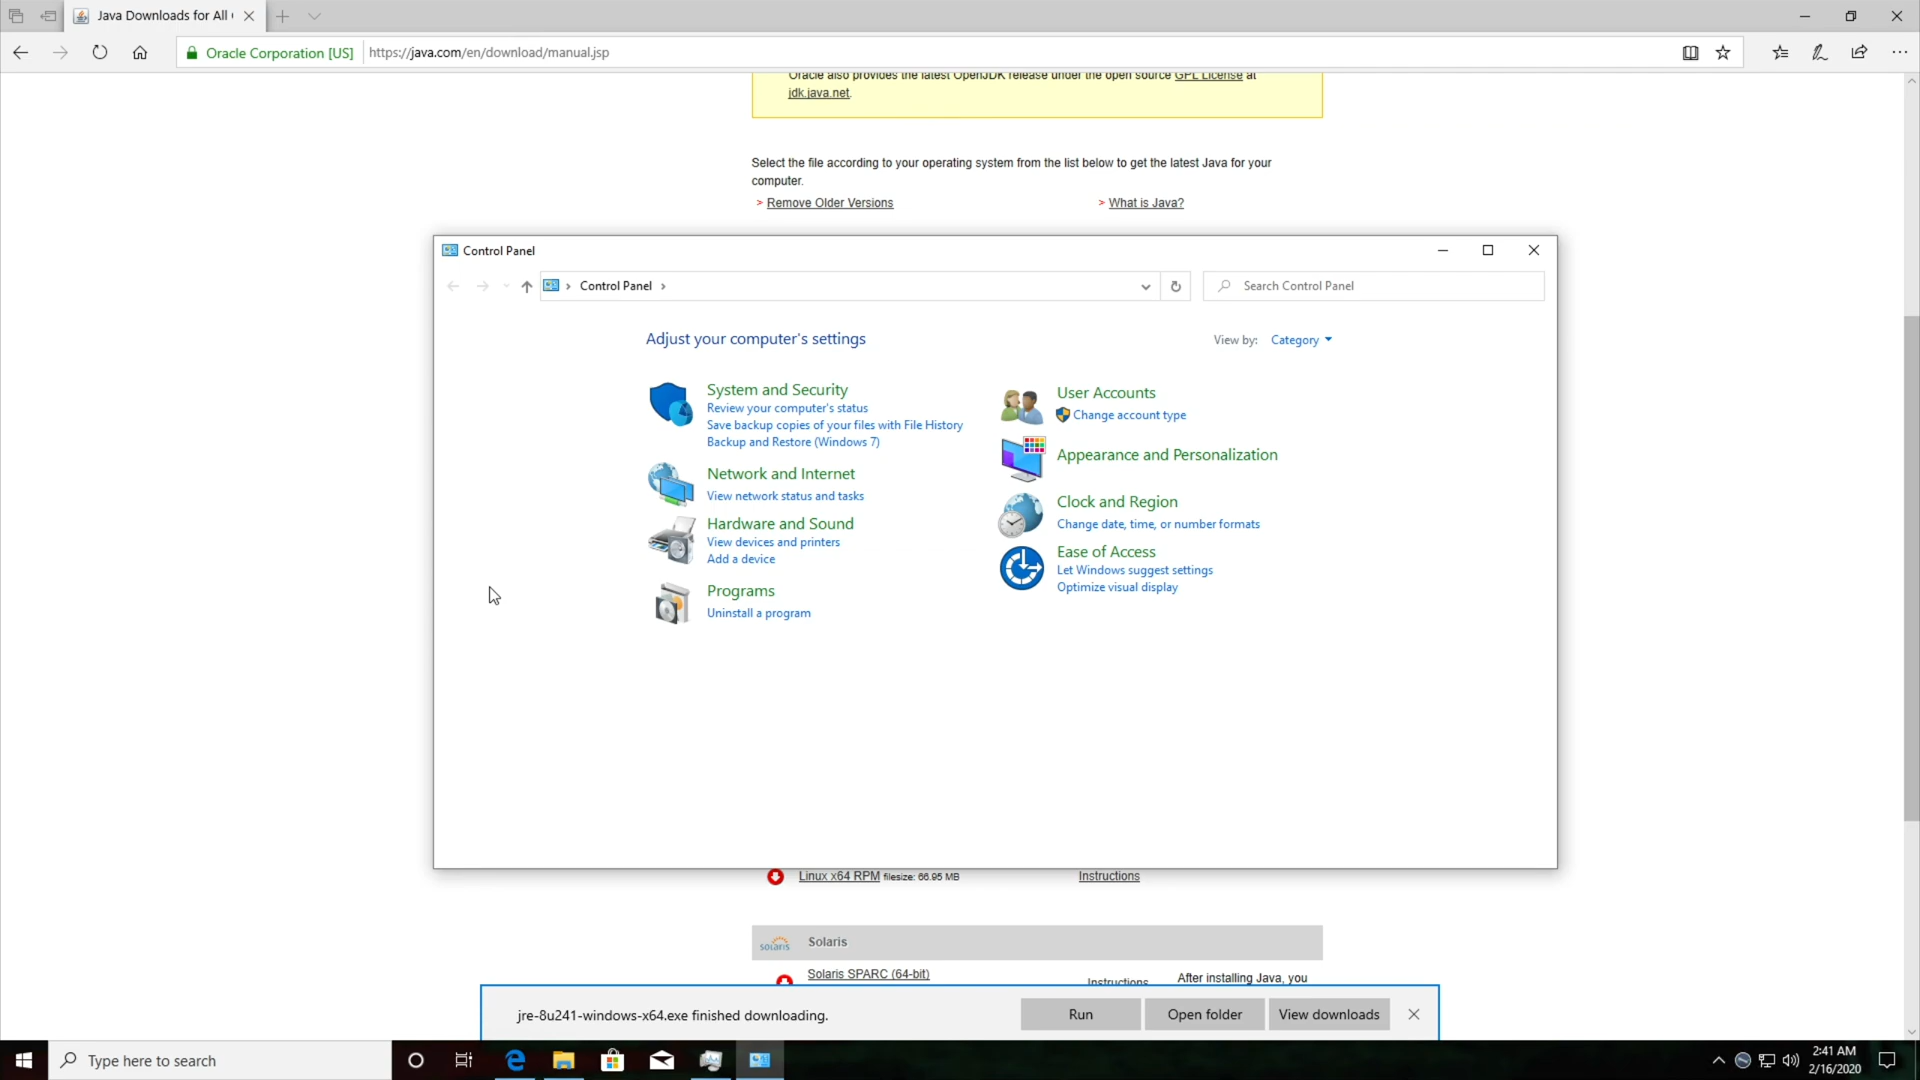 Java Downloads for All
Oracle Corporation [US]
https://java.com/en/download/manual.jsp
Oracle also provides the latest OpenJDK release under the open source GPL License at
jdk.java.net.
Select the file according to your operating system from the list below to get the latest Java for your
computer.
> Remove Older Versions
> What is Java?
Control Panel
Control Panel
Search Control Panel
Adjust your computer's settings
View by: Category
System and Security
Review your computer's status
Save backup copies of your files with File History
Backup and Restore (Windows 7)
Network and Internet
View network status and tasks
Hardware and Sound
View devices and printers
Add a device
Programs
Uninstall a program
User Accounts
Change account type
Appearance and Personalization
Clock and Region
Change date, time, or number formats
Ease of Access
Let Windows suggest settings
Optimize visual display
Linux x64 RPM filesize: 66.95 MB
Instructions
solaris
Solaris
Solaris SPARC (64-bit)
Instructions
After installing Java, you
jre-8u241-windows-x64.exe finished downloading.
Run
Open folder
View downloads
Type here to search
2:41 AM
2/16/2020